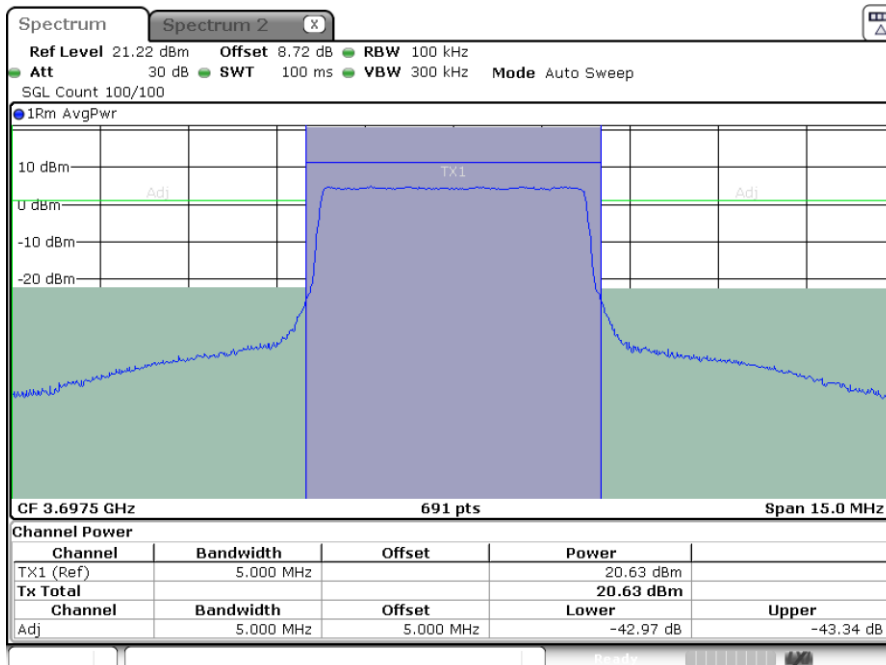 Spectrum Spectrum 2 X
Ref Level 21.22 dBm Offset 8.72 dB RBW 100 kHz
Att 30 dB SWT 100 ms VBW 300 kHz Mode Auto Sweep
SGL Count 100/100
1Rm AvgPwr
10 dBm
TX1
Adj Adj
0 dBm
-10 dBm
-20 dBm
CF 3.6975 GHz 691 pts Span 15.0 MHz
Channel Power
Channel Bandwidth Offset Power
TX1 (Ref) 5.000 MHz 20.63 dBm
Tx Total 20.63 dBm
Channel Bandwidth Offset Lower Upper
Adj 5.000 MHz 5.000 MHz -42.97 dB -43.34 dB
Ready